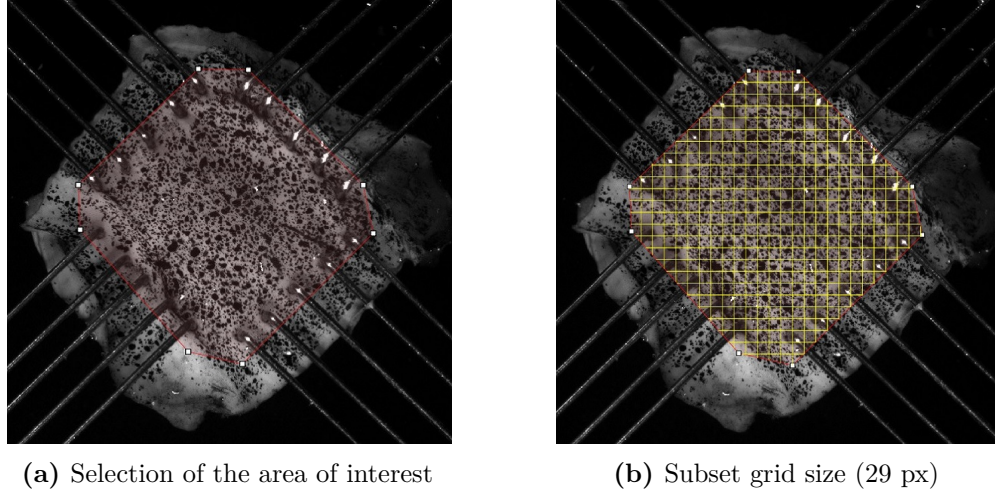 (a) Selection of the area of interest
(b) Subset grid size (29 px)